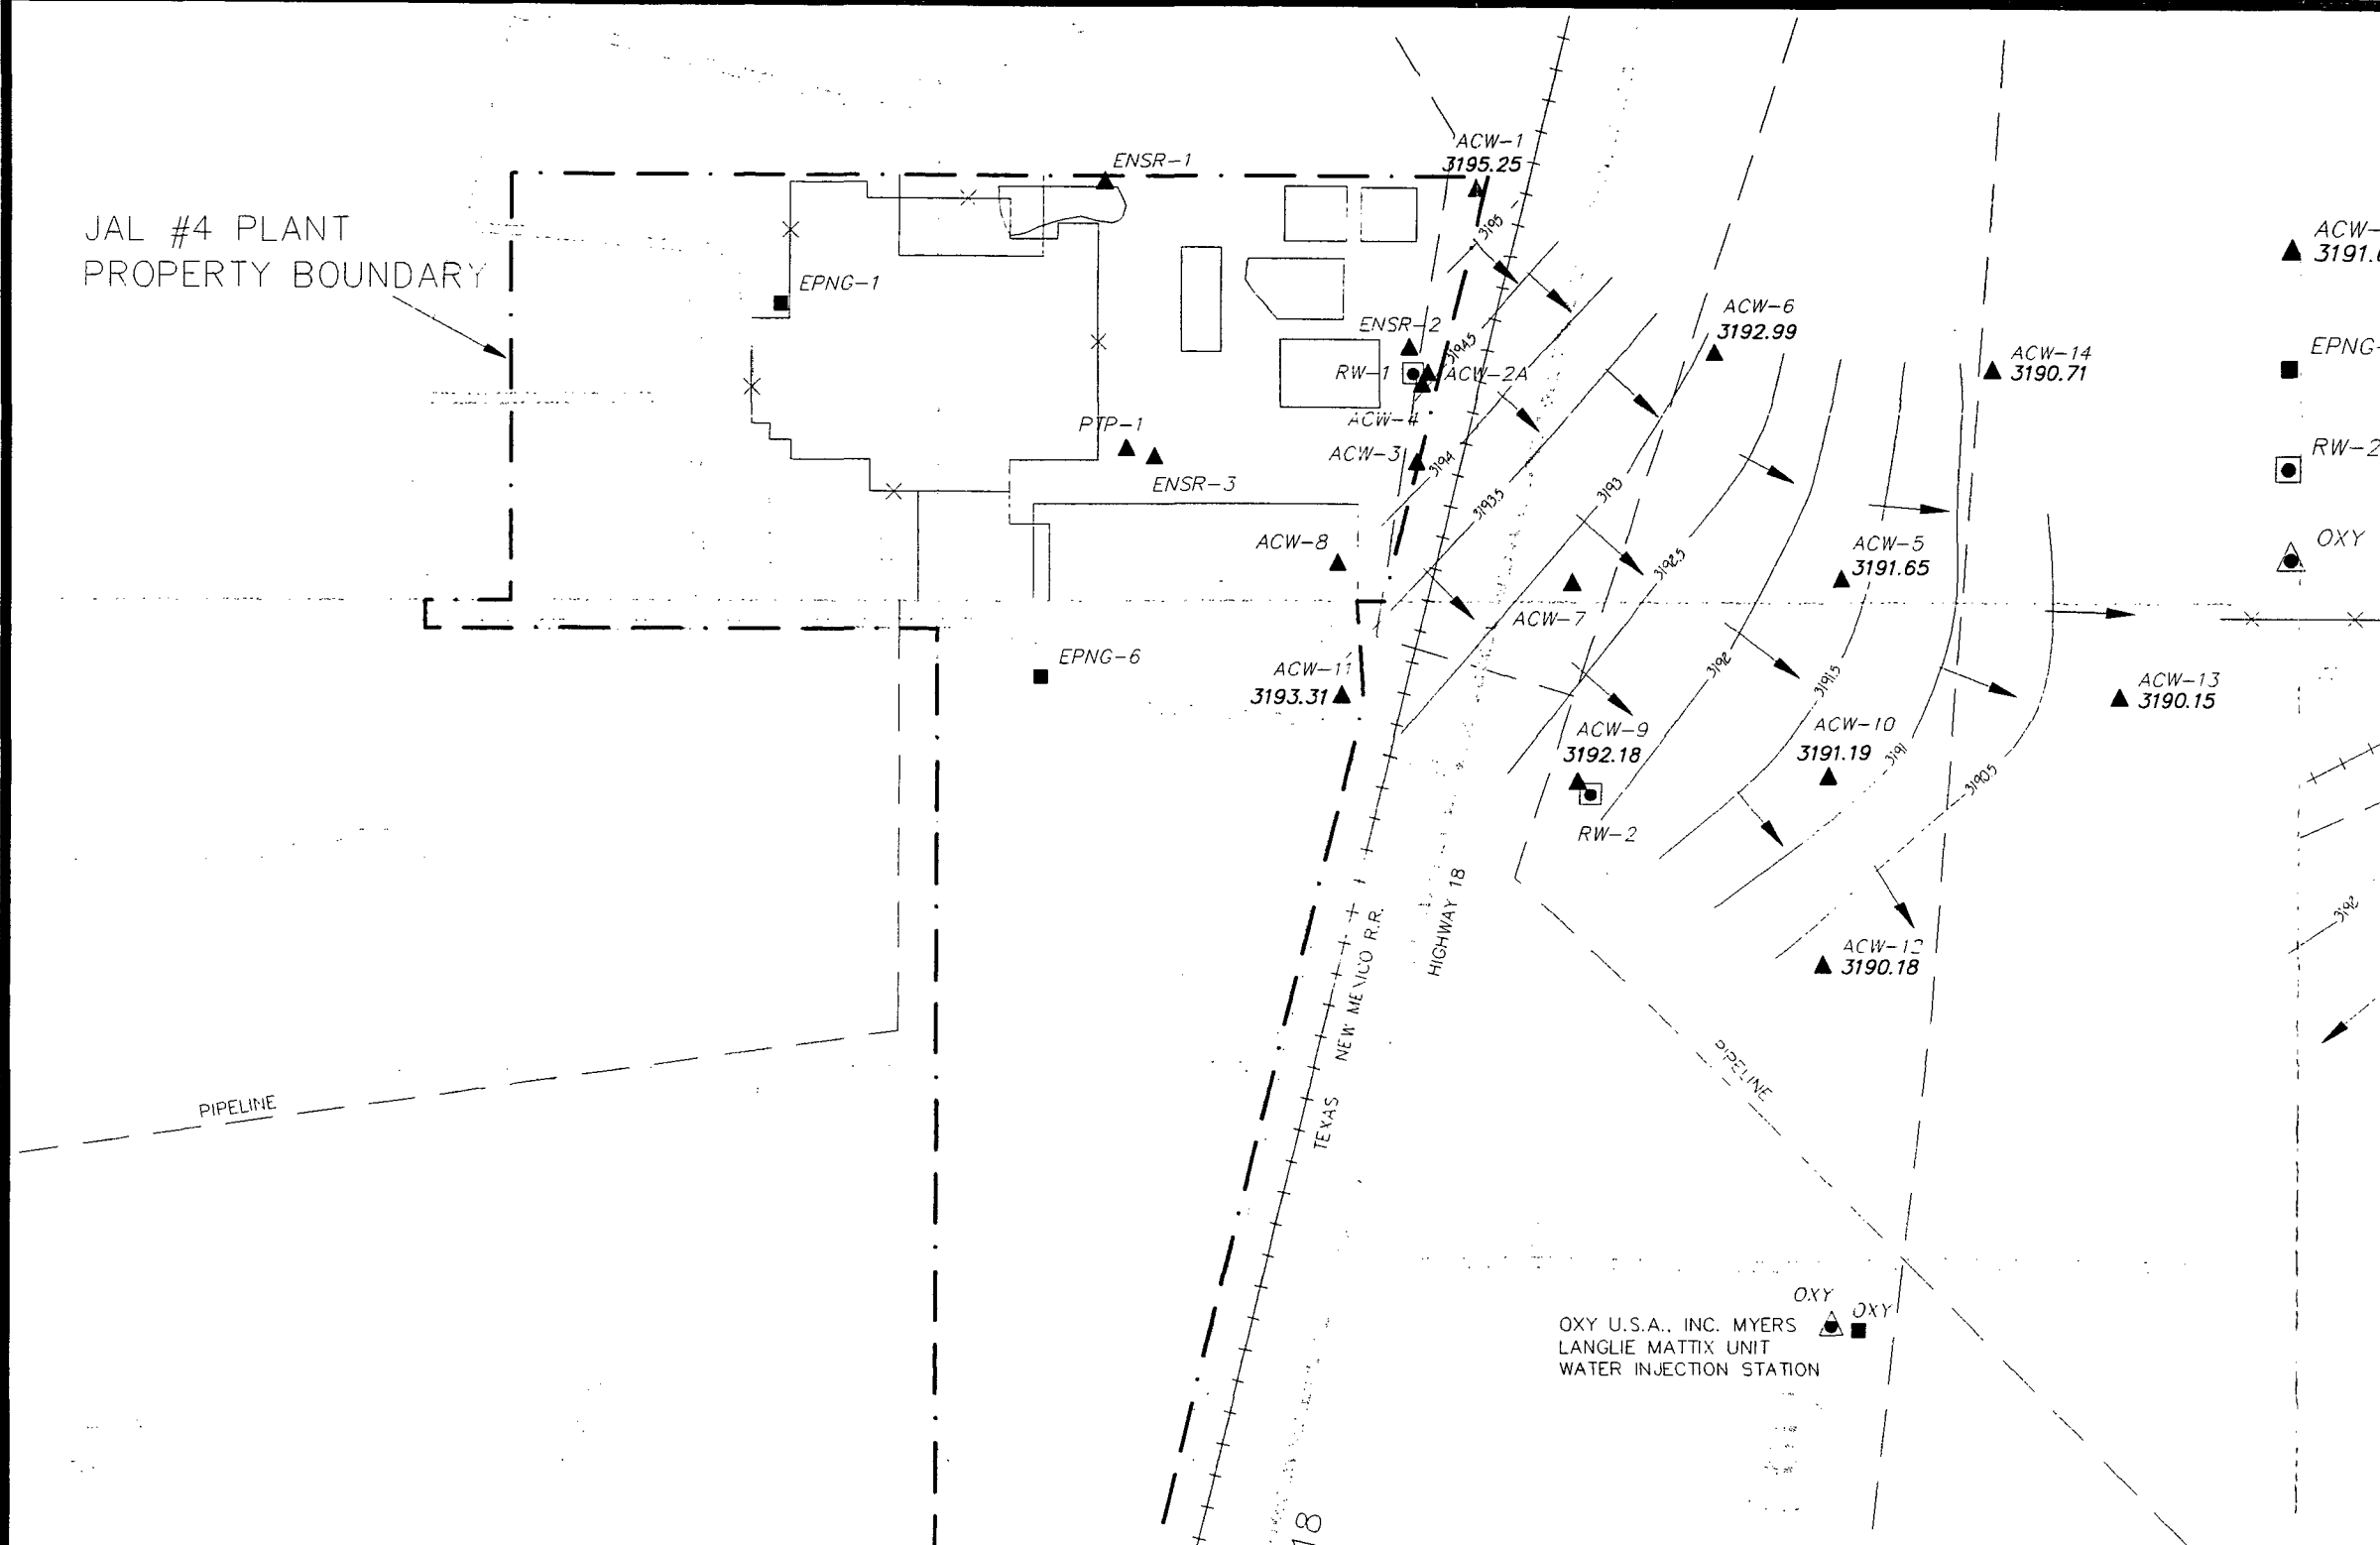 ACW-1
3195.25
ENSR-1
JAL #4 PLANT
PROPERTY BOUNDARY
3195
ACW-
3191.
EPNG-1
ACW-6
3192.99
ENSR-2
3194.5
ACW-14
3190.71
EPNG-
RW-1
ACW-2A
ACW-4
PTP-1
ACW-3
3194
RW-2
ENSR-3
3193.5
3193
ACW-8
ACW-5
3191.65
OXY
3192.5
ACW-7
EPNG-6
ACW-11
3193.31
3192
3191.5
ACW-13
3190.15
ACW-9
3192.18
ACW-10
3191.19
3191
3190.5
RW-2
HIGHWAY 18
3192
ACW-12
3190.18
TEXAS NEW MEXICO R.R.
PIPELINE
PIPELINE
OXY
OXY
OXY U.S.A., INC. MYERS
LANGLIE MATTIX UNIT
WATER INJECTION STATION
18